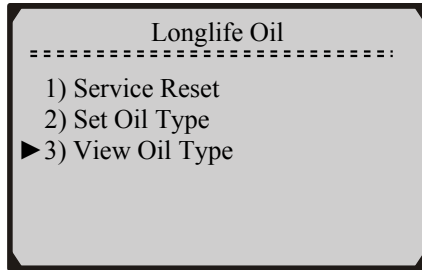 Longlife Oil
1) Service Reset
2) Set Oil Type
►3) View Oil Type